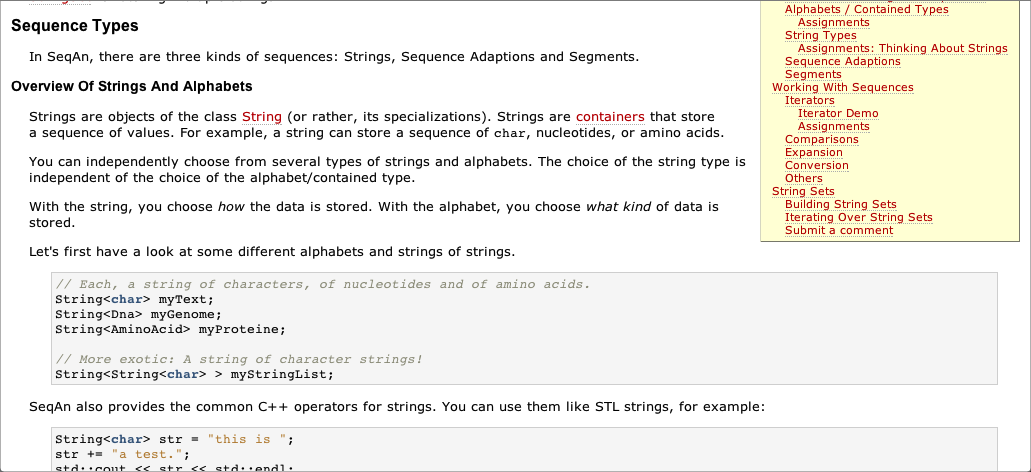 Sequence Types
In SeqAn, there are three kinds of sequences: Strings, Sequence Adaptions and Segments.
Overview Of Strings And Alphabets
Strings are objects of the class String (or rather, its specializations). Strings are containers that store
a sequence of values. For example, a string can store a sequence of char, nucleotides, or amino acids.
You can independently choose from several types of strings and alphabets. The choice of the string type is
independent of the choice of the alphabet/contained type.
With the string, you choose how the data is stored. With the alphabet, you choose what kind of data is
stored.
Let's first have a look at some different alphabets and strings of strings.
// Each, a string of characters, of nucleotides and of amino acids.
String<char> myText;
String<Dna> myGenome;
String<AminoAcid> myProteine;
// More exotic: A string of character strings!
String<String<char> > myStringList;
SeqAn also provides the common C++ operators for strings. You can use them like STL strings, for example:
String<char> str = "this is ";
str += "a test.";
std::cout << str << std::endl;
Alphabets / Contained Types
Assignments
String Types
Assignments: Thinking About Strings
Sequence Adaptions
Segments
Working With Sequences
Iterators
Iterator Demo
Assignments
Comparisons
Expansion
Conversion
Others
String Sets
Building String Sets
Iterating Over String Sets
Submit a comment